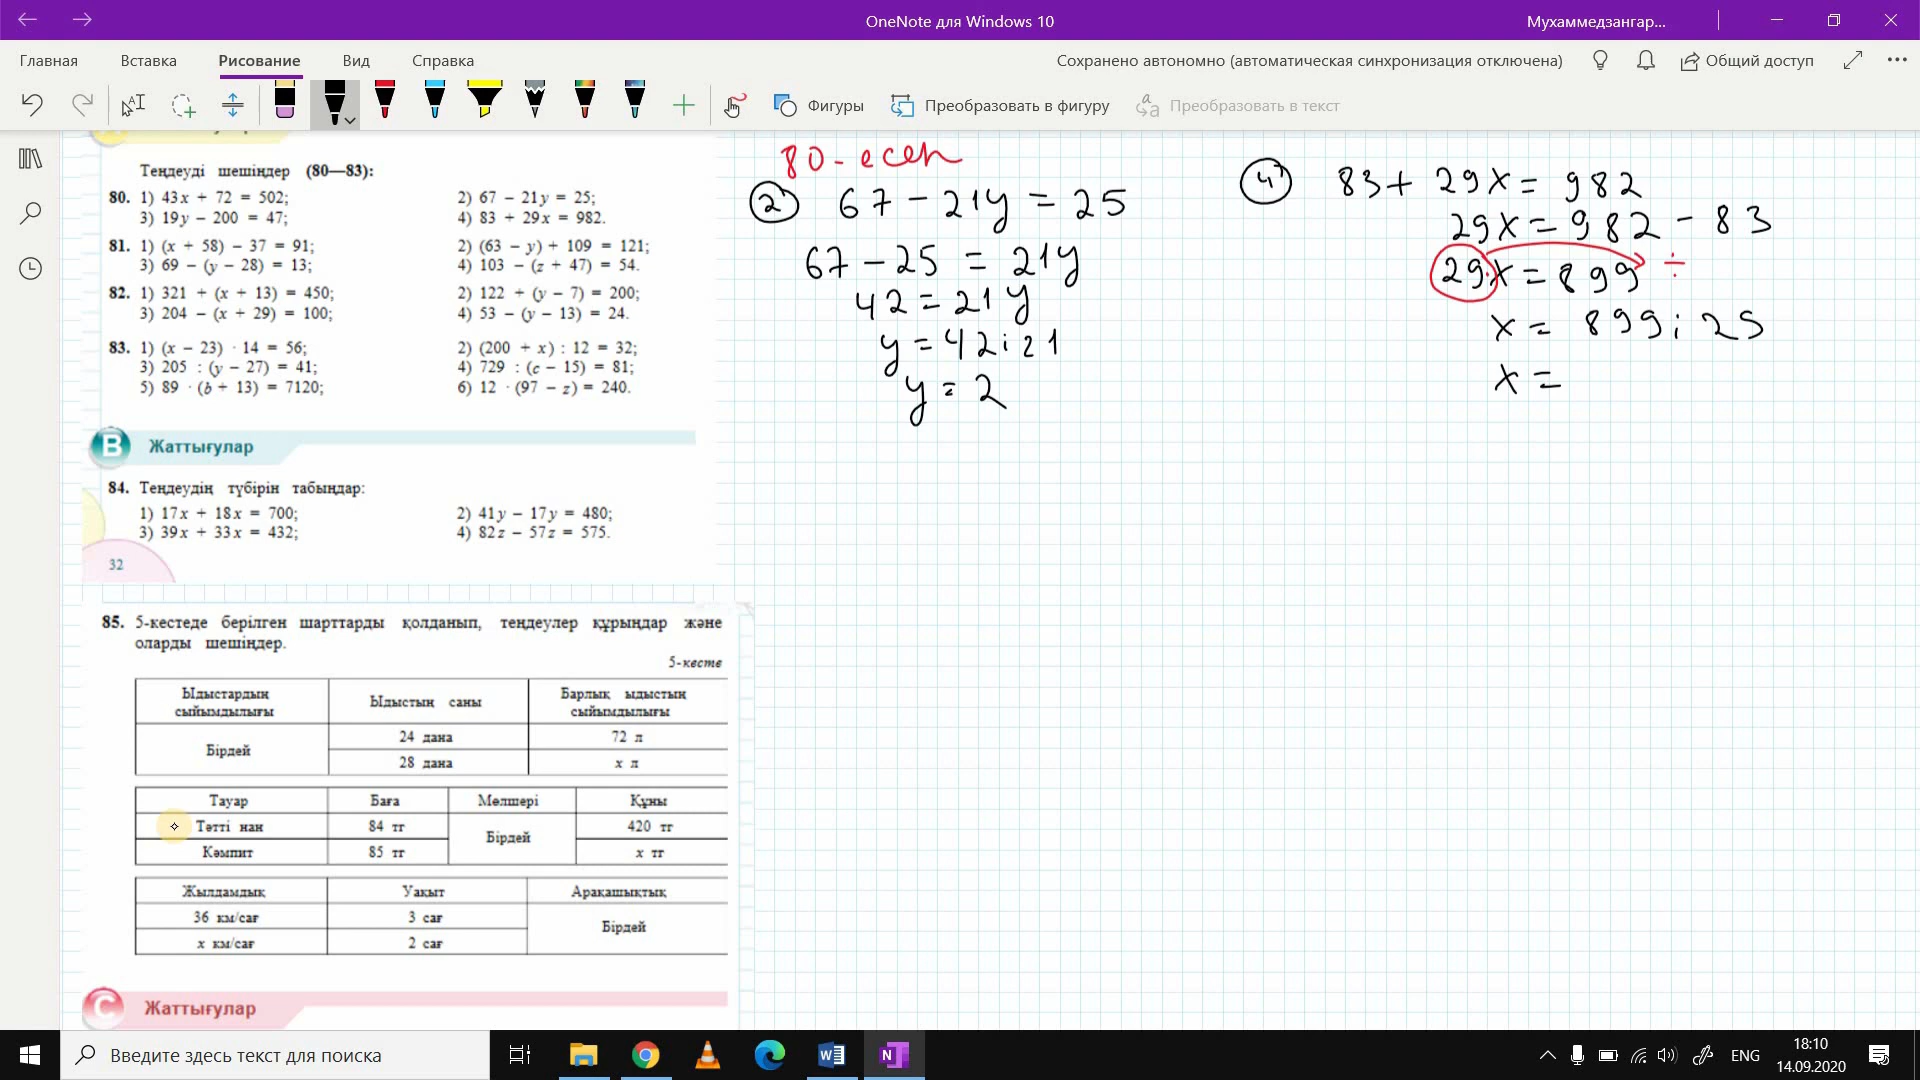 OneNote для Windows 10
Мухаммедзангар...
Главная Вставка Рисование Вид Справка
Сохранено автономно (автоматическая синхронизация отключена)
Общий доступ
Фигуры
Преобразовать в фигуру
Преобразовать в текст
Теңдеуді шешіңдер (80—83):
80. 1) 43x + 72 = 502; 2) 67 − 21y = 25;
3) 19y − 200 = 47; 4) 83 + 29x = 982.
81. 1) (x + 58) − 37 = 91; 2) (63 − y) + 109 = 121;
3) 69 − (y − 28) = 13; 4) 103 − (z + 47) = 54.
82. 1) 321 + (x + 13) = 450; 2) 122 + (y − 7) = 200;
3) 204 − (x + 29) = 100; 4) 53 − (y − 13) = 24.
83. 1) (x − 23) · 14 = 56; 2) (200 + x) : 12 = 32;
3) 205 : (y − 27) = 41; 4) 729 : (c − 15) = 81;
5) 89 · (b + 13) = 7120; 6) 12 · (97 − z) = 240.
B Жаттығулар
84. Теңдеудің түбірін табыңдар:
1) 17x + 18x = 700; 2) 41y − 17y = 480;
3) 39x + 33x = 432; 4) 82z − 57z = 575.
32
85. 5-кестеде берілген шарттарды қолданып, теңдеулер құрыңдар және
оларды шешіңдер.
5-кесте
Ыдыстардың сыйымдылығы Ыдыстың саны Барлық ыдыстың сыйымдылығы
Бірдей 24 дана 72 л
28 дана x л
Тауар Баға Мөлшері Құны
Тәтті нан 84 тг Бірдей 420 тг
Кәмпит 85 тг x тг
Жылдамдық Уақыт Арақашықтық
36 км/сағ 3 сағ Бірдей
x км/сағ 2 сағ
C Жаттығулар
80-есеп
2) 67 − 21y = 25
67 − 25 = 21y
42 = 21y
y = 42:21
y = 2
4) 83 + 29x = 982
29x = 982 − 83
29·x = 899 ÷
x = 899:25
x =
Введите здесь текст для поиска
ENG
18:10
14.09.2020